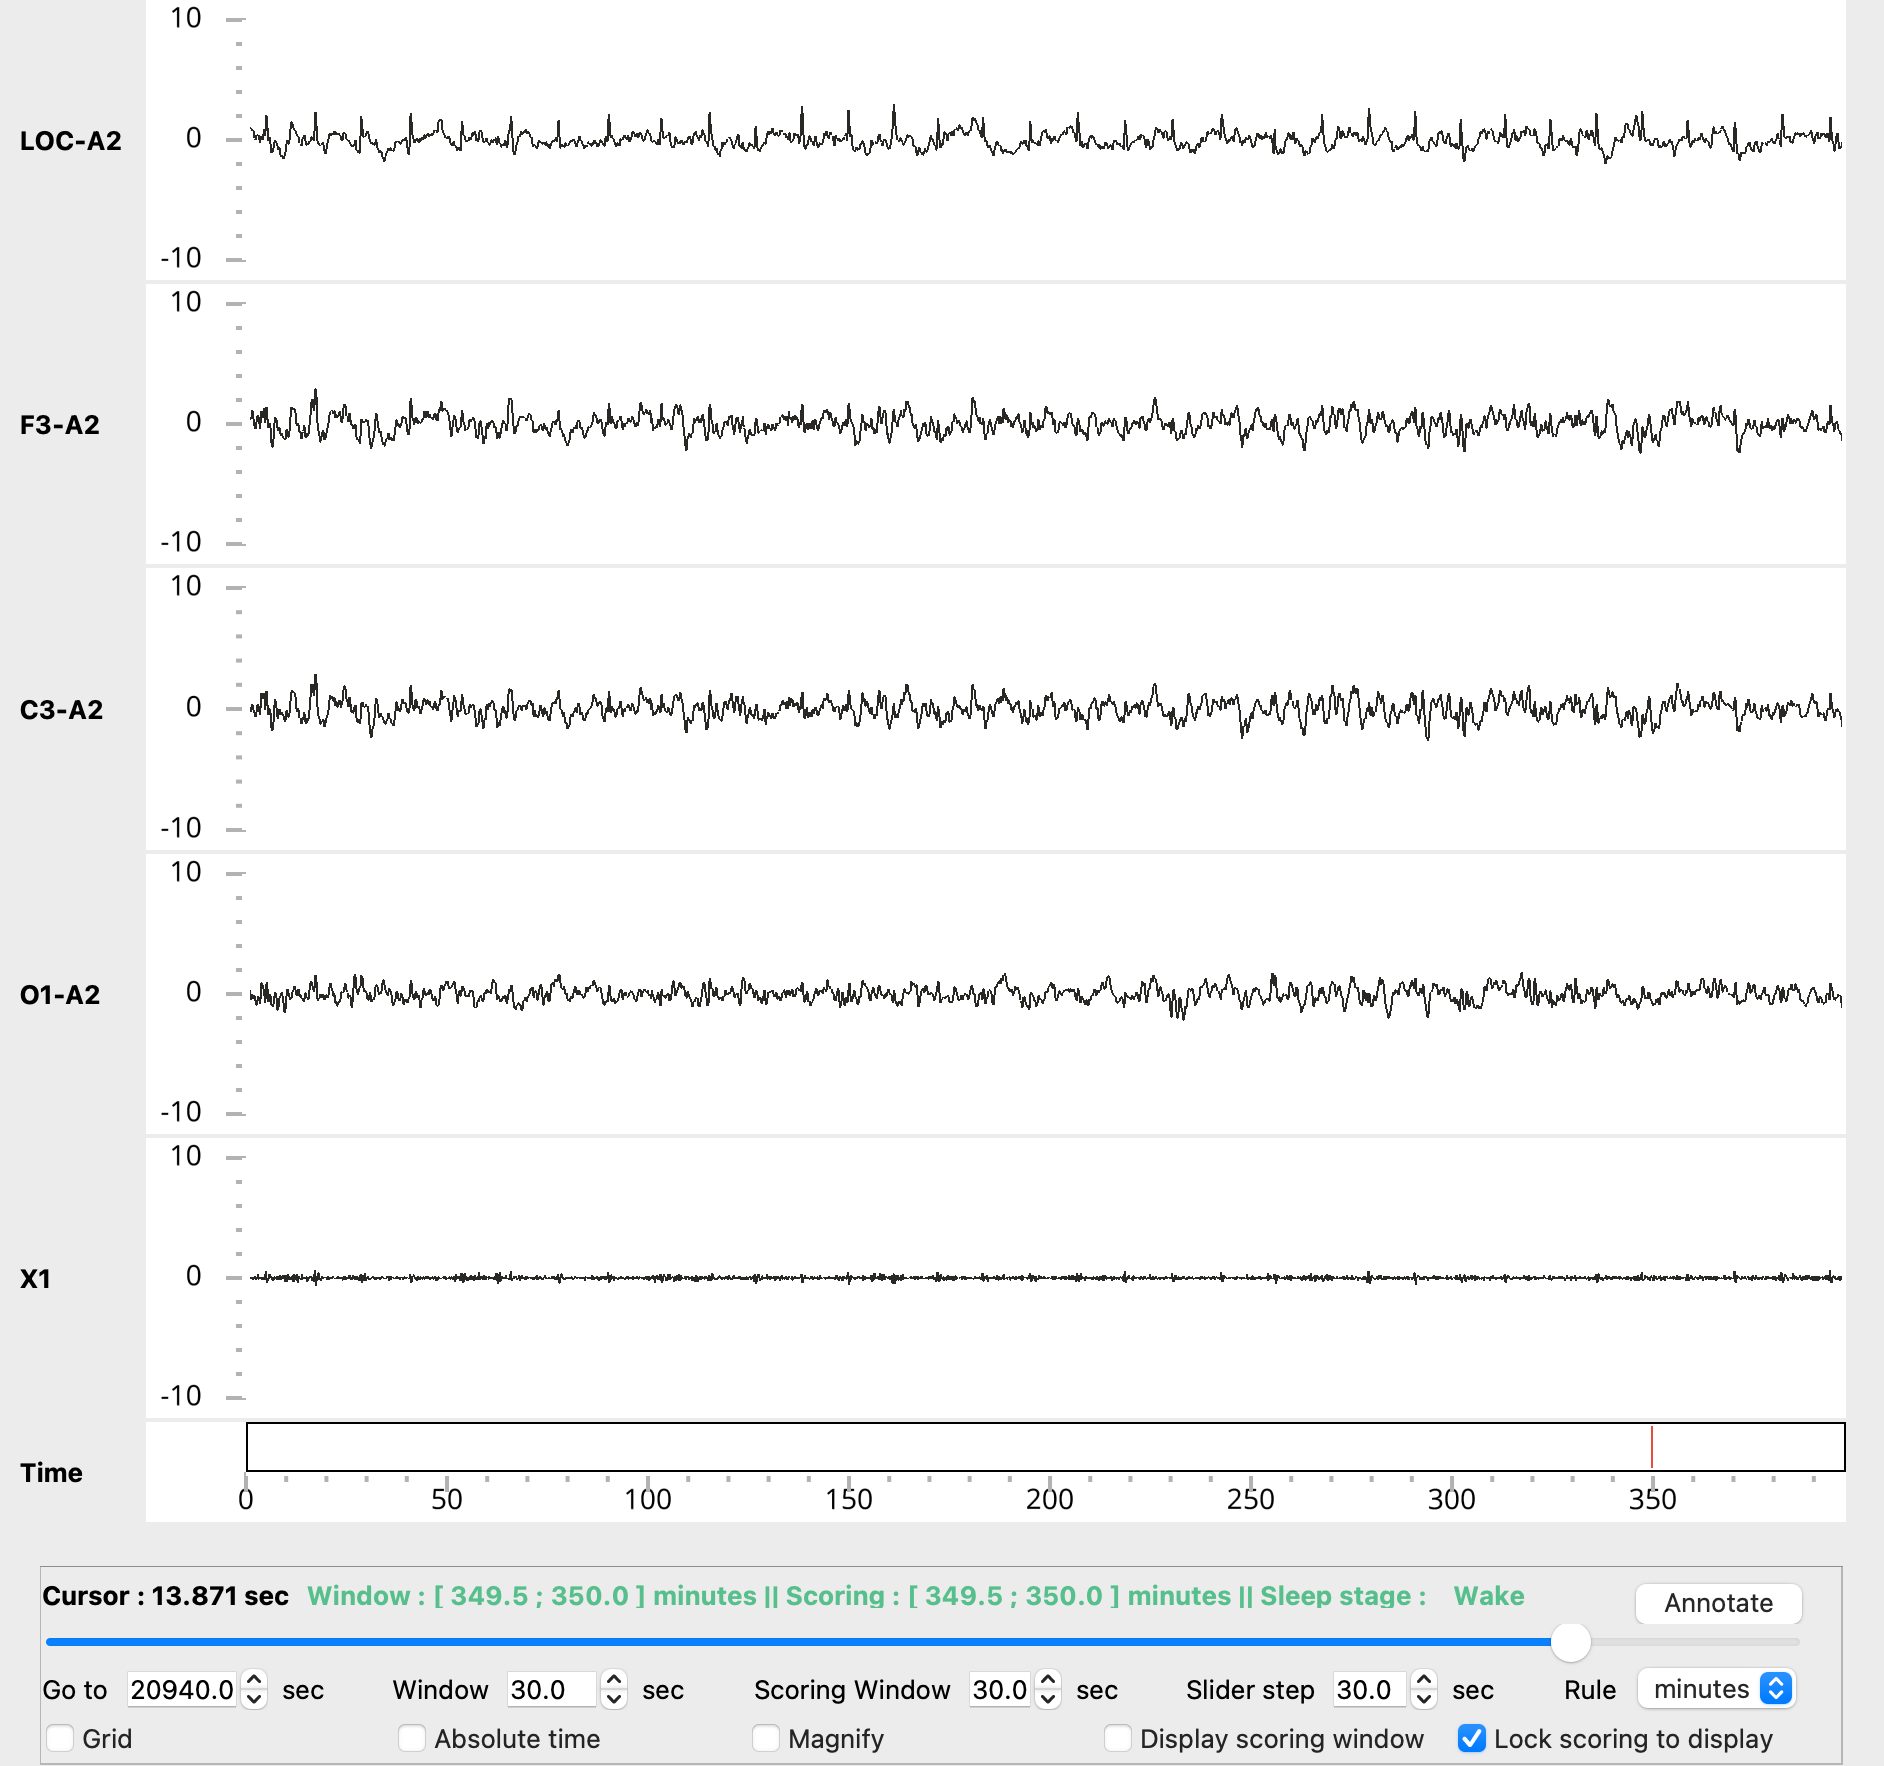 10
LOC-A2
0
-10
10
F3-A2
0
-10
10
C3-A2
0
-10
10
O1-A2
0
-10
10
X1
0
-10
Time
0 50 100 150 200 250 300 350
Cursor : 13.871 sec Window : [ 349.5 ; 350.0 ] minutes || Scoring : [ 349.5 ; 350.0 ] minutes || Sleep stage : Wake Annotate
Go to 20940.0 sec Window 30.0 sec Scoring Window 30.0 sec Slider step 30.0 sec Rule minutes
Grid Absolute time Magnify Display scoring window Lock scoring to display